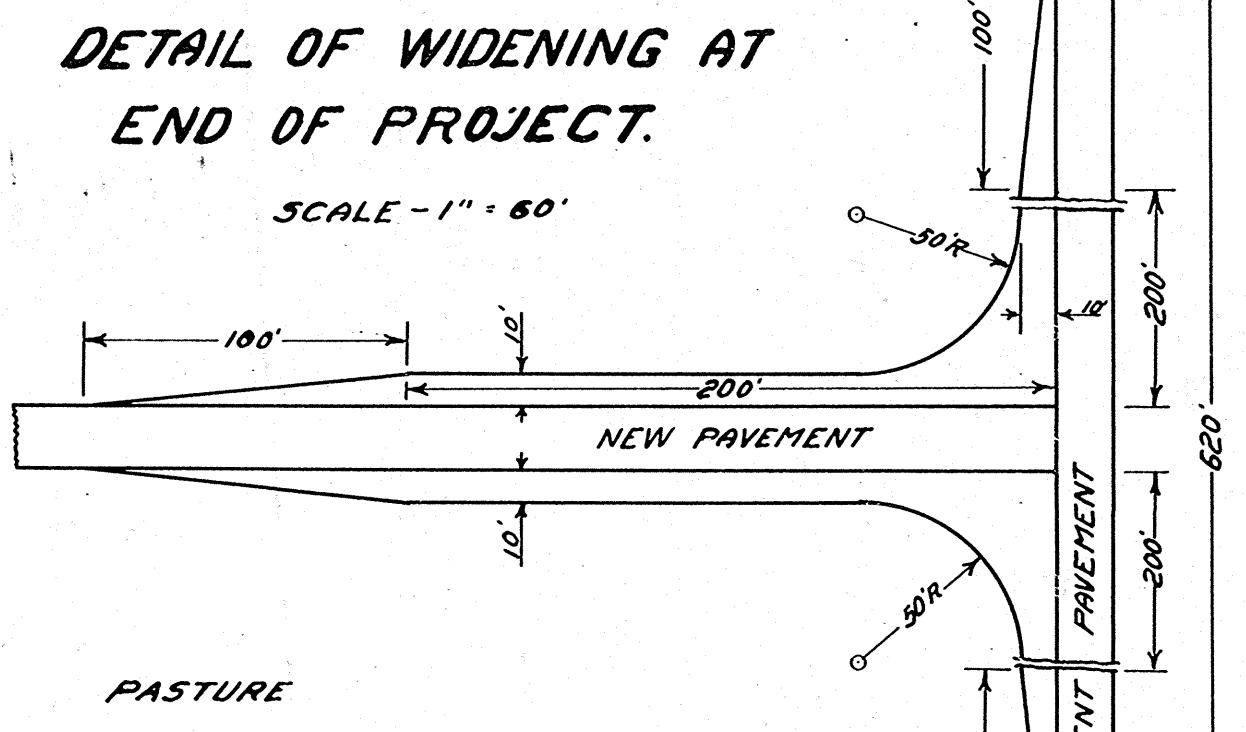 DETAIL OF WIDENING AT
END OF PROJECT.
SCALE - 1" = 60'
100'
50'R
200'
10'
10'
100'
200'
620'
NEW PAVEMENT
10'
PAVEMENT
200'
50'R
PASTURE
ENT